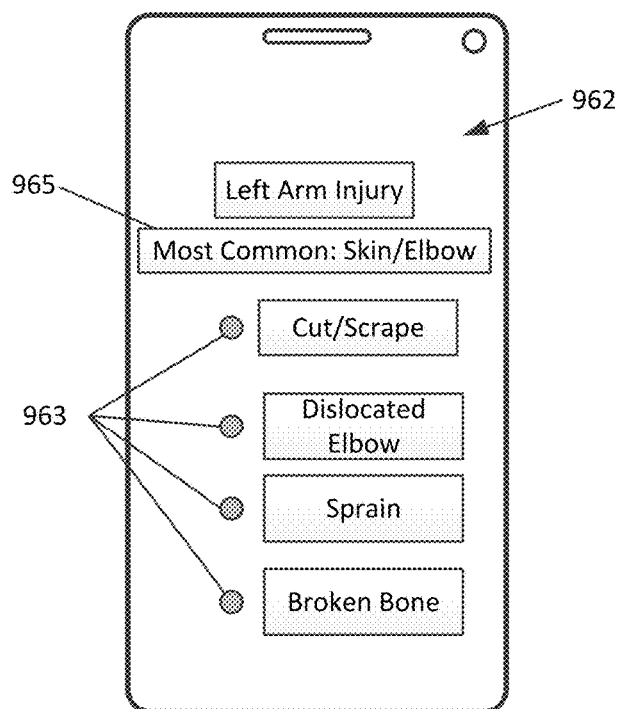 962
965
Left Arm Injury
Most Common: Skin/Elbow
Cut/Scrape
963
Dislocated
Elbow
Sprain
Broken Bone